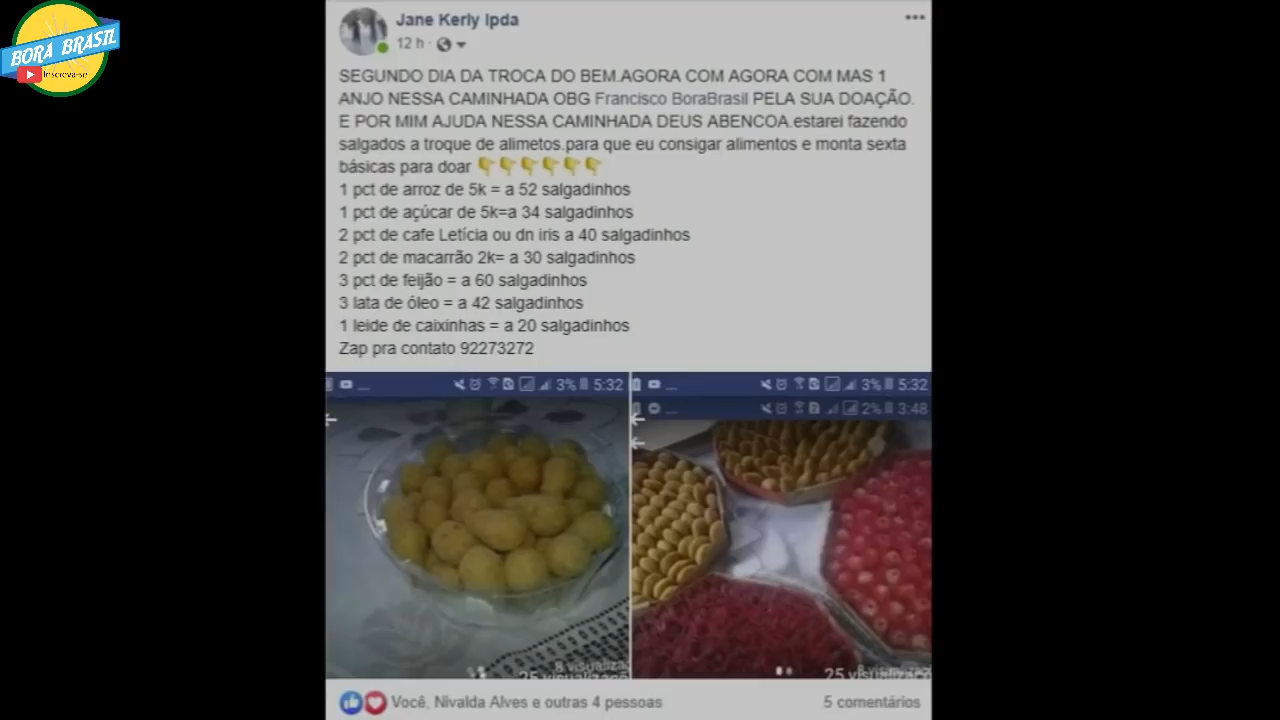 BORA BRASIL
Inscreva-se
Jane Kerly Ipda
12 h
SEGUNDO DIA DA TROCA DO BEM.AGORA COM AGORA COM MAS 1
ANJO NESSA CAMINHADA OBG Francisco BoraBrasil PELA SUA DOAÇÃO.
E POR MIM AJUDA NESSA CAMINHADA DEUS ABENCOA.estarei fazendo
salgados a troque de alimetos.para que eu consigar alimentos e monta sexta
básicas para doar 👇👇👇👇👇👇
1 pct de arroz de 5k = a 52 salgadinhos
1 pct de açúcar de 5k=a 34 salgadinhos
2 pct de cafe Letícia ou dn iris a 40 salgadinhos
2 pct de macarrão 2k= a 30 salgadinhos
3 pct de feijão = a 60 salgadinhos
3 lata de óleo = a 42 salgadinhos
1 leide de caixinhas = a 20 salgadinhos
Zap pra contato 92273272
3% 5:32
3% 5:32
2% 3:48
8 visualizaç
25 visualizaçõ
25 visualizaçõ
Você, Nivalda Alves e outras 4 pessoas
5 comentários